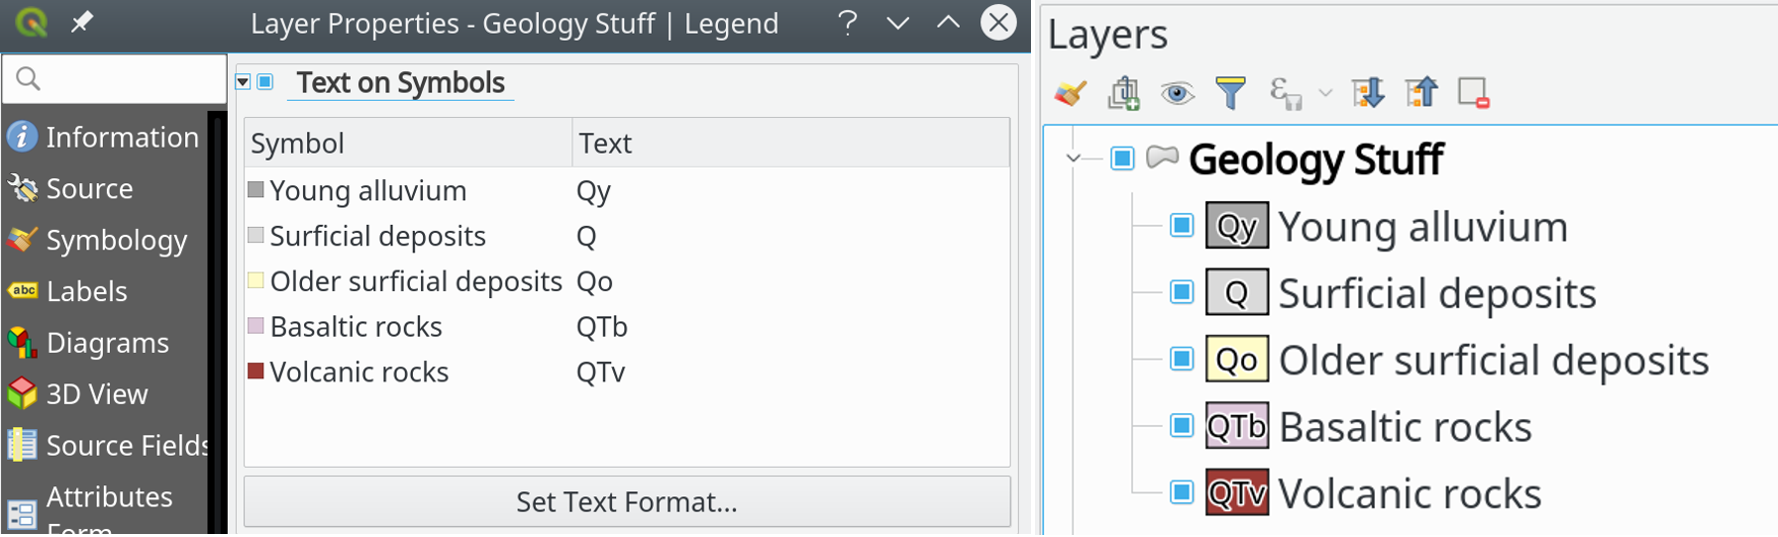 Layer Properties - Geology Stuff | Legend
Information
Source
Symbology
abc Labels
Diagrams
3D View
Source Fields
Attributes
Form
Text on Symbols
Symbol Text
Young alluvium Qy
Surficial deposits Q
Older surficial deposits Qo
Basaltic rocks QTb
Volcanic rocks QTv
Set Text Format...
Layers
Geology Stuff
Qy Young alluvium
Q Surficial deposits
Qo Older surficial deposits
QTb Basaltic rocks
QTv Volcanic rocks